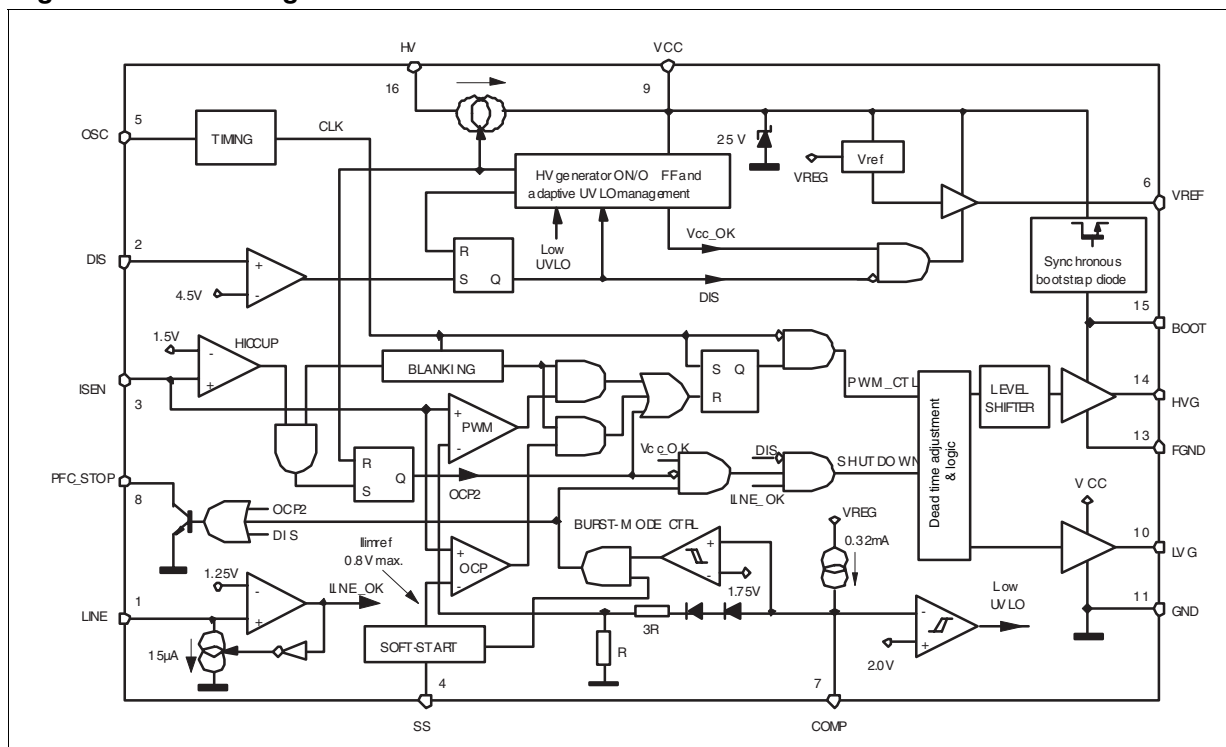 HV
VCC
16
9
5
OSC
TIMING
CLK
25 V
Vref
VREG
HV generator ON/O FF and
adaptive UV LO management
6
VREF
2
DIS
+
-
4.5V
R
S Q
Low
UVLO
Vcc_OK
DIS
Synchronous
bootstrap diode
15
BOOT
1.5V
HICCUP
-
+
BLANKING
S Q
R
PWM_CTL
ISEN
3
+
PWM
-
LEVEL
SHIFTER
14
HVG
13
FGND
Dead time adjustment
& logic
R
S
Q
OCP2
Vcc_OK
DIS
SHUTDOWN
LINE_OK
PFC_STOP
8
OCP2
DIS
Ilimref
0.8V max.
+
OCP
-
BURST-MODE CTRL
+
-
1.75V
VREG
0.32mA
V CC
10
LVG
11
GND
1.25V
-
+
LINE_OK
LINE
1
15µA
SOFT-START
3R
R
-
+
2.0V
Low
UVLO
4
7
SS
COMP